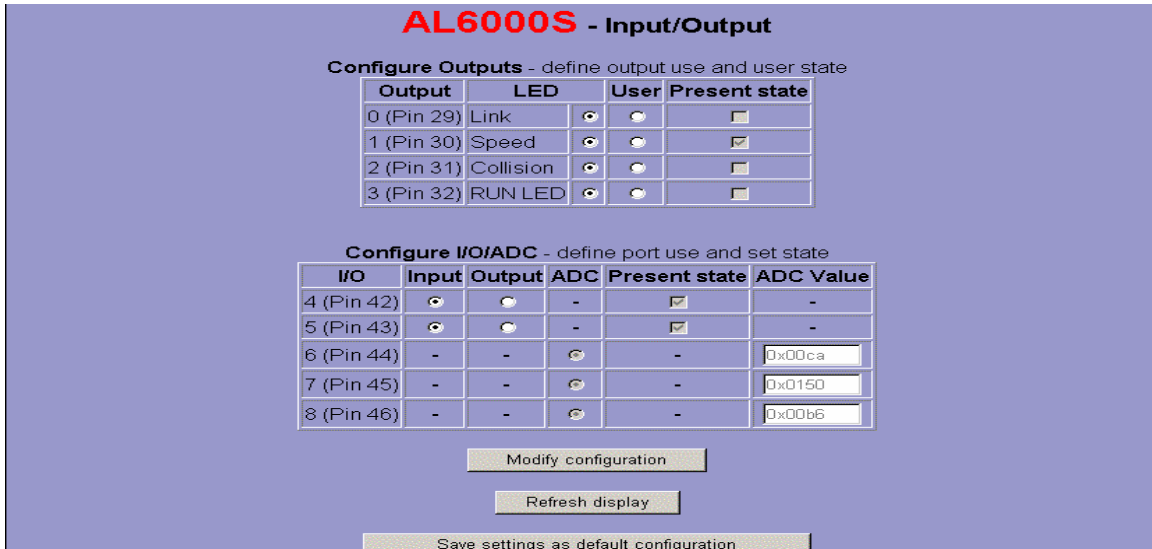 AL6000S - Input/Output
Configure Outputs - define output use and user state
Output LED User Present state
0 (Pin 29) Link
1 (Pin 30) Speed
2 (Pin 31) Collision
3 (Pin 32) RUN LED
Configure I/O/ADC - define port use and set state
I/O Input Output ADC Present state ADC Value
4 (Pin 42) - -
5 (Pin 43) - -
6 (Pin 44) - - - 0x00ca
7 (Pin 45) - - - 0x0150
8 (Pin 46) - - - 0x00b6
Modify configuration
Refresh display
Save settings as default configuration